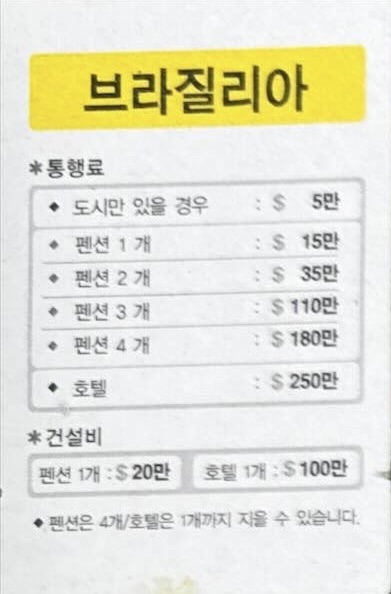 브라질리아
*통행료
◆ 도시만 있을 경우 : $ 5만
◆ 펜션 1 개 : $ 15만
◆ 펜션 2 개 : $ 35만
◆ 펜션 3 개 : $ 110만
◆ 펜션 4 개 : $ 180만
◆ 호텔 : $ 250만
*건설비
펜션 1개 : $ 20만 호텔 1개 : $ 100만
◆ 펜션은 4개/호텔은 1개까지 지을 수 있습니다.